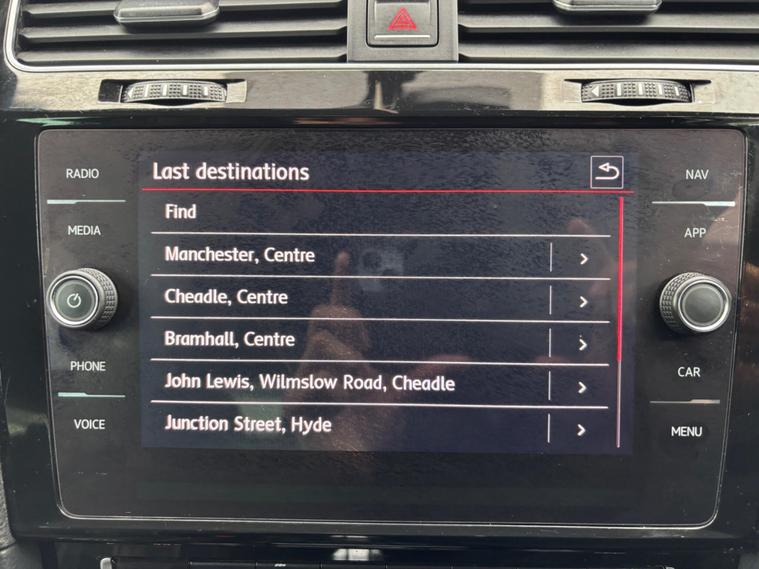 Last destinations
RADIO
NAV
Find
MEDIA
APP
Manchester, Centre
Cheadle, Centre
Bramhall, Centre
PHONE
CAR
John Lewis, Wilmslow Road, Cheadle
VOICE
Junction Street, Hyde
MENU